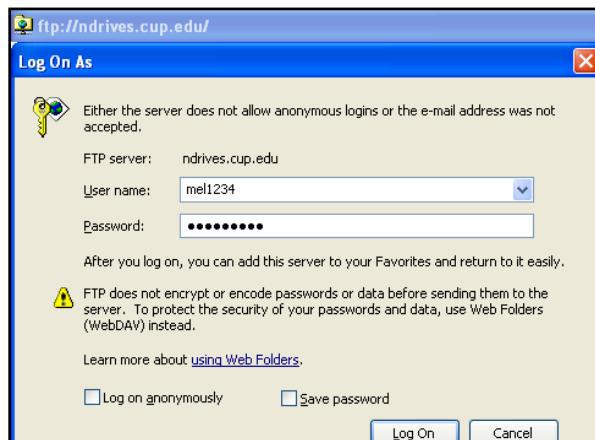 ftp://ndrives.cup.edu/
Log On As
Either the server does not allow anonymous logins or the e-mail address was not
accepted.
FTP server: ndrives.cup.edu
User name: mel1234
Password: •••••••••
After you log on, you can add this server to your Favorites and return to it easily.
FTP does not encrypt or encode passwords or data before sending them to the
server. To protect the security of your passwords and data, use Web Folders
(WebDAV) instead.
Learn more about using Web Folders.
Log on anonymously Save password
Log On Cancel